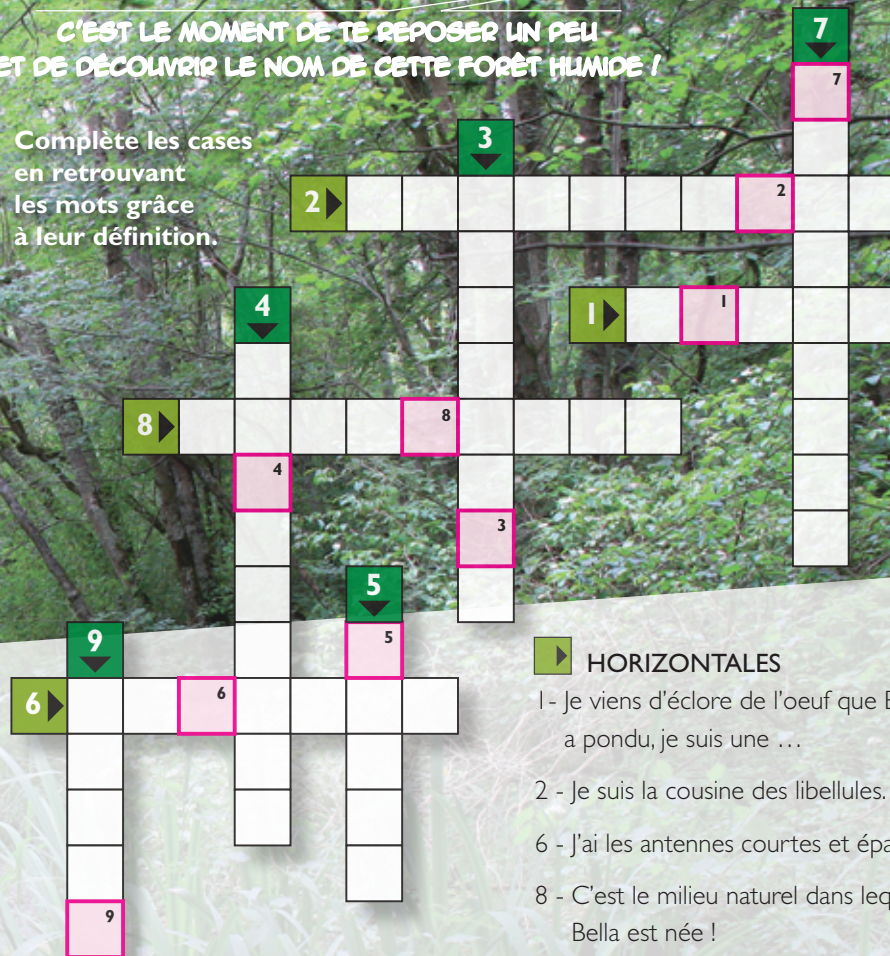 C'EST LE MOMENT DE TE REPOSER UN PEU
ET DE DÉCOUVRIR LE NOM DE CETTE FORÊT HUMIDE !
Complète les cases
en retrouvant
les mots grâce
à leur définition.
7
7
3
2
2
4
1
1
8
8
4
3
5
5
9
6
6
9
HORIZONTALES
1- Je viens d'éclore de l'oeuf que
a pondu, je suis une …
2 - Je suis la cousine des libellules.
6 - J'ai les antennes courtes et
8 - C'est le milieu naturel dans
Bella est née !